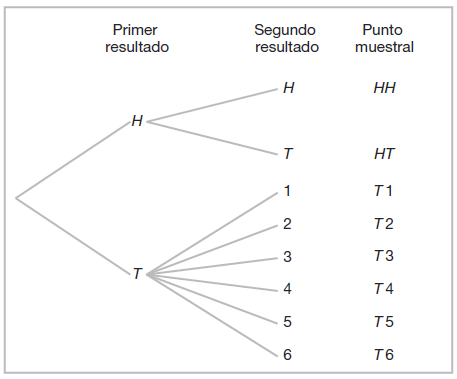 Primer resultado Segundo resultado Punto muestral
H HH
H
T HT
1 T1
2 T2
3 T3
T
4 T4
5 T5
6 T6